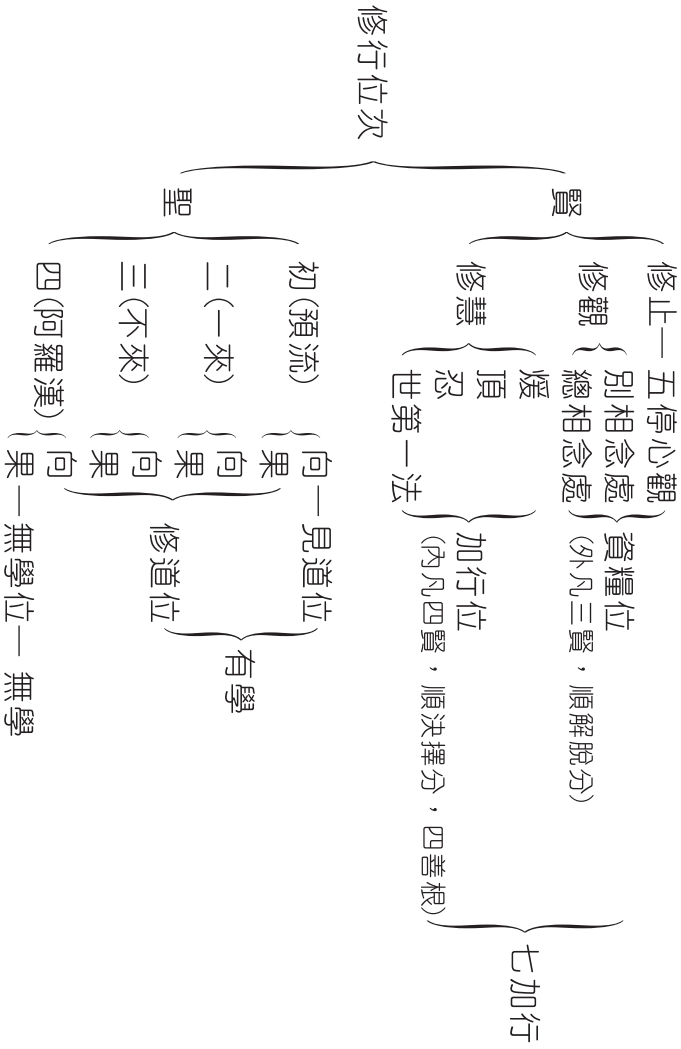 修行位次
賢
修止 — 五停心觀
修觀
別相念處
總相念處
資糧位
(外凡三賢，順解脫分)
修慧
煖
頂
忍
世第一法
加行位
(內凡四賢，順決擇分，四善根)
七加行
聖
初(預流)
向 — 見道位
果
二(一來)
向
果
三(不來)
向
果
四(阿羅漢)
向
果 — 無學位 — 無學
修道位
有學